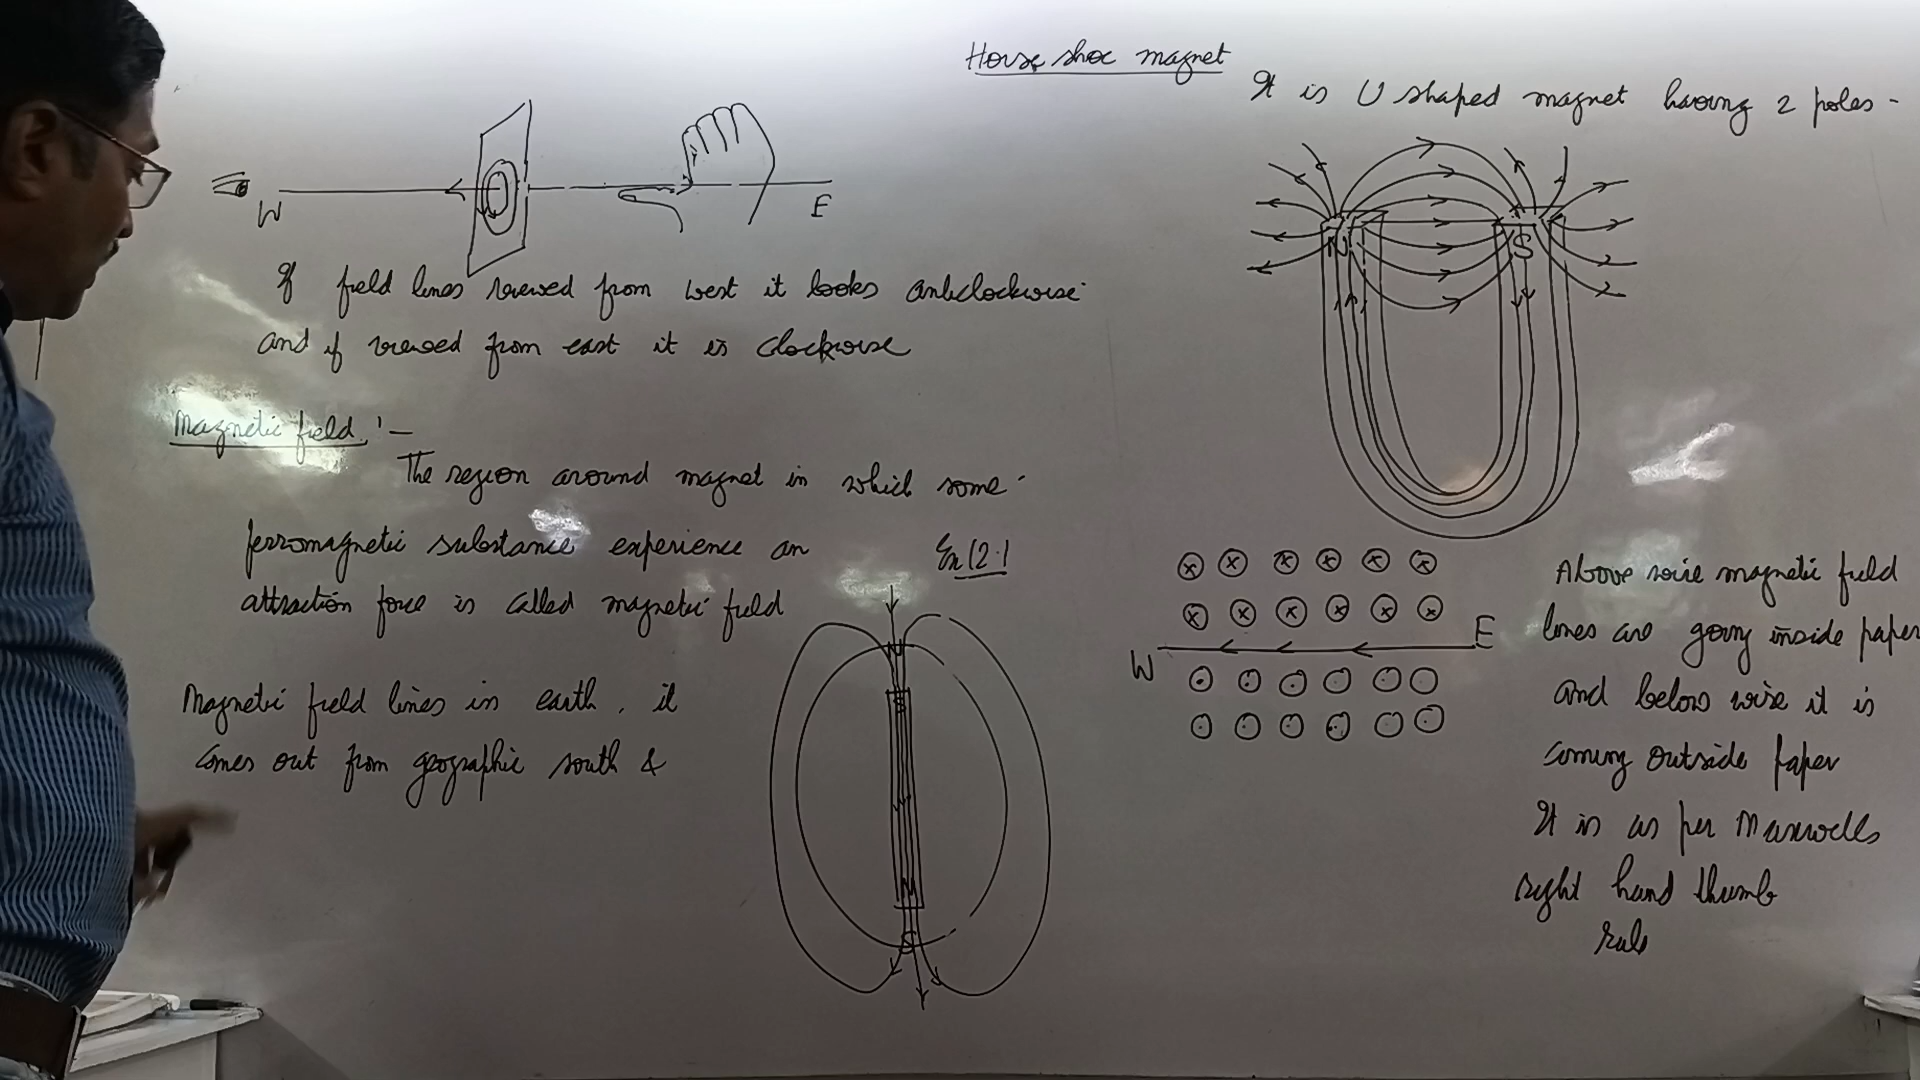 Horse shoe magnet
It is U shaped magnet having 2 poles -
W
E
If field lines viewed from west it looks anticlockwise
and if viewed from east it is clockwise
N
S
Magnetic field :-
The region around magnet in which some
ferromagnetic substance experience an
attraction force is called magnetic field
Ex 12.1
Magnetic field lines in earth, it
comes out from geographic south &
N
S
N
S
W
E
Above wire magnetic field
lines are going inside paper
and below wire it is
coming outside paper
It is as per Maxwells
right hand thumb
rule